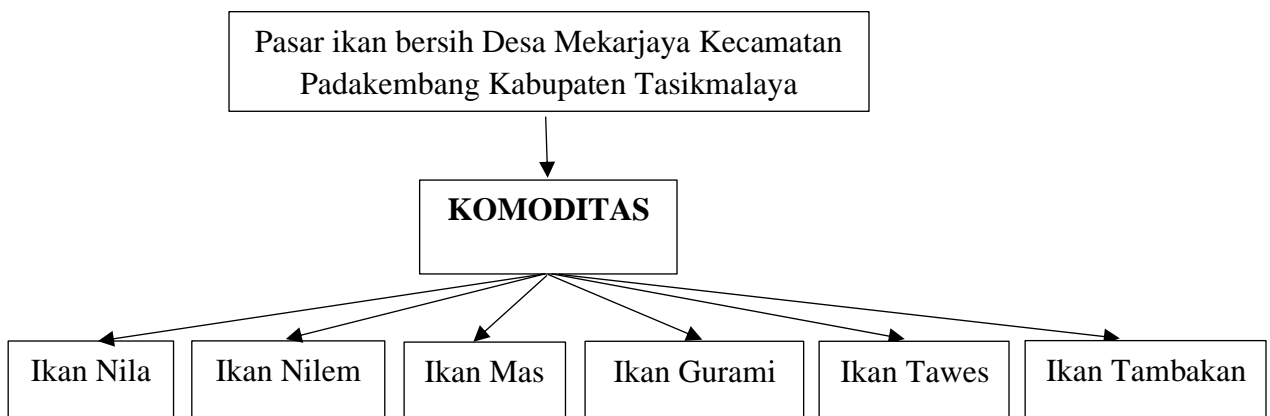 Pasar ikan bersih Desa Mekarjaya Kecamatan
Padakembang Kabupaten Tasikmalaya
KOMODITAS
Ikan Nila
Ikan Nilem
Ikan Mas
Ikan Gurami
Ikan Tawes
Ikan Tambakan